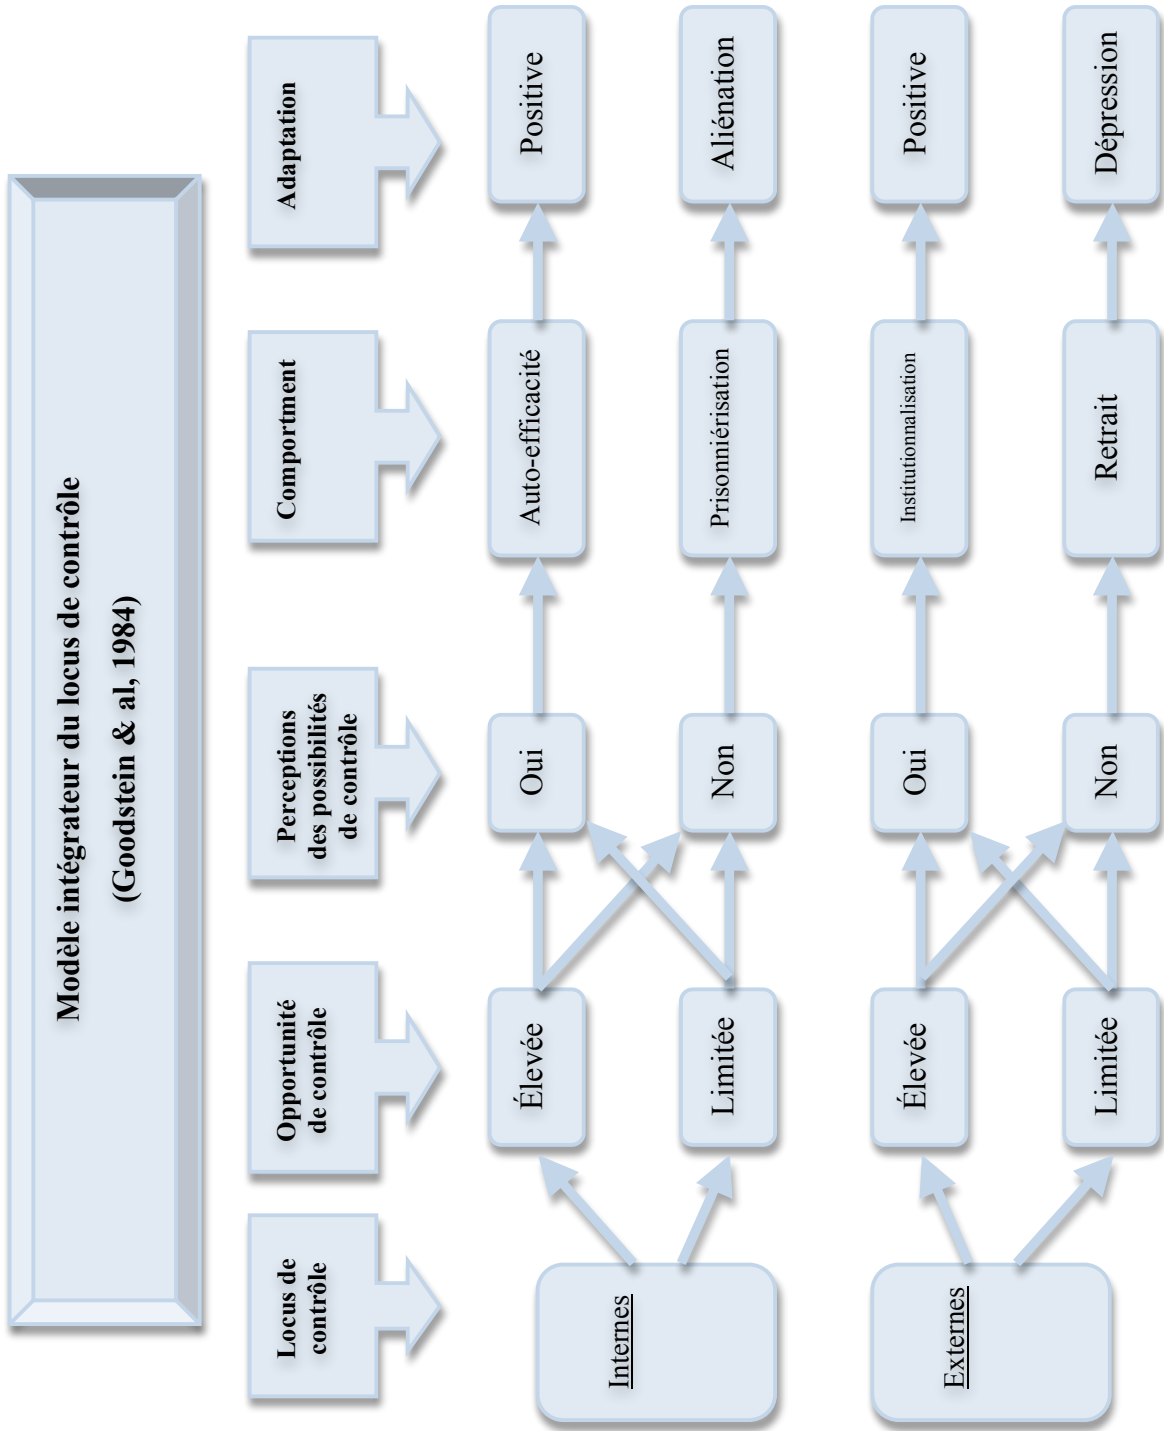 Modèle intégrateur du locus de contrôle
(Goodstein & al, 1984)
Locus de
contrôle
Opportunité
de contrôle
Perceptions
des possibilités
de contrôle
Comportment
Adaptation
Internes
Élevée
Oui
Auto-efficacité
Positive
Limitée
Non
Prisonniérisation
Aliénation
Externes
Élevée
Oui
Institutionnalisation
Positive
Limitée
Non
Retrait
Dépression